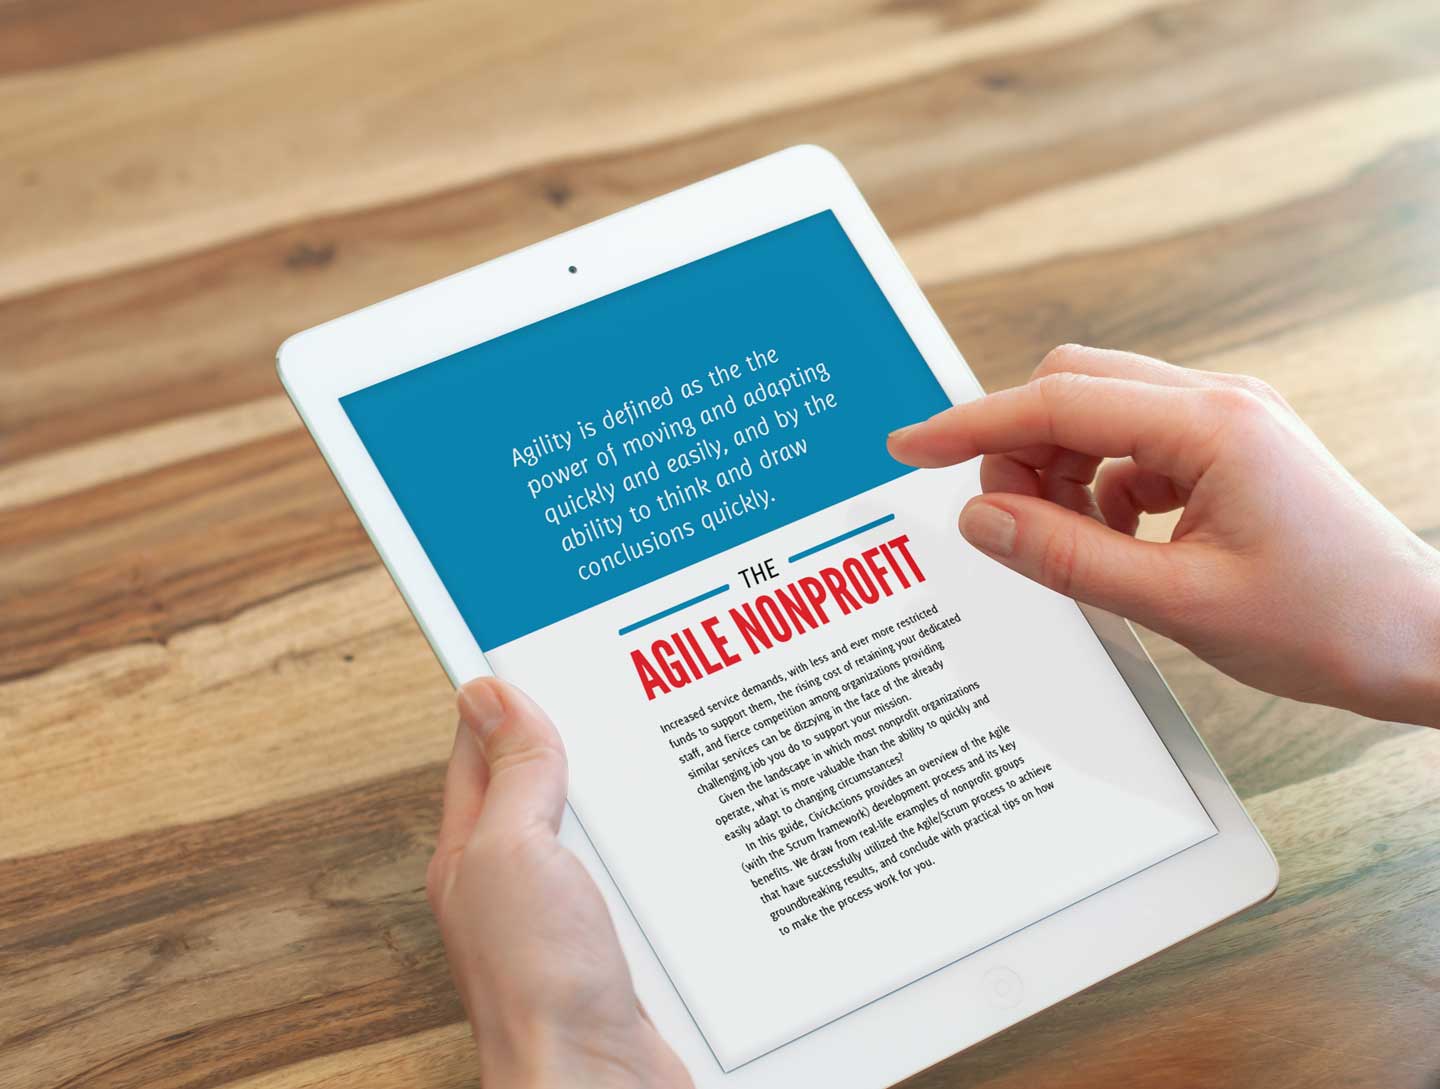 Agility is defined as the the
power of moving and adapting
quickly and easily, and by the
ability to think and draw
conclusions quickly.
THE
AGILE NONPROFIT
Increased service demands, with less and ever more restricted
funds to support them, the rising cost of retaining your dedicated
staff, and fierce competition among organizations providing
similar services can be dizzying in the face of the already
challenging job you do to support your mission.
Given the landscape in which most nonprofit organizations
operate, what is more valuable than the ability to quickly and
easily adapt to changing circumstances?
In this guide, CivicActions provides an overview of the Agile
(with the Scrum framework) development process and its key
benefits. We draw from real-life examples of nonprofit groups
that have successfully utilized the Agile/Scrum process to achieve
groundbreaking results, and conclude with practical tips on how
to make the process work for you.